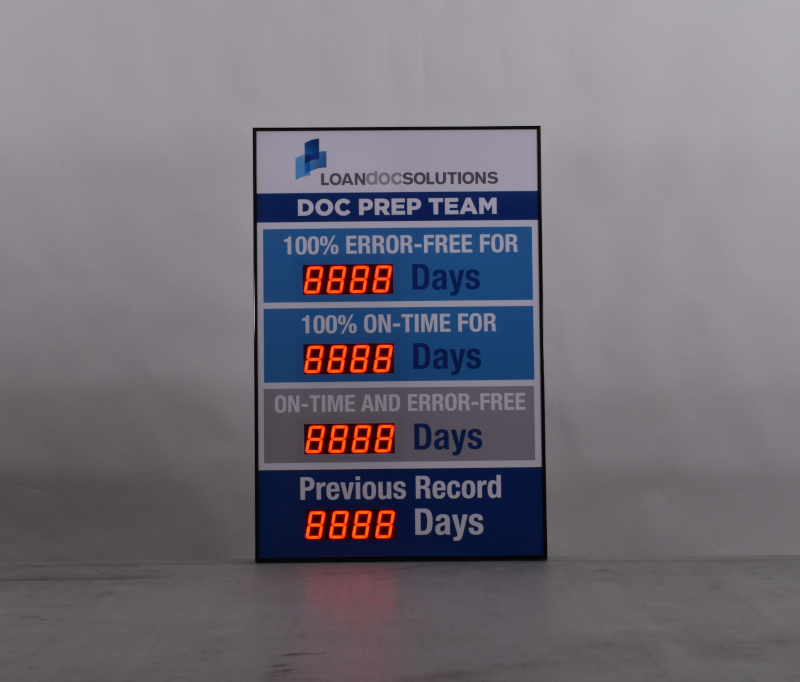 LOANDOCSOLUTIONS
DOC PREP TEAM
100% ERROR-FREE FOR
8888 Days
100% ON-TIME FOR
8888 Days
ON-TIME AND ERROR-FREE
8888 Days
Previous Record
8888 Days